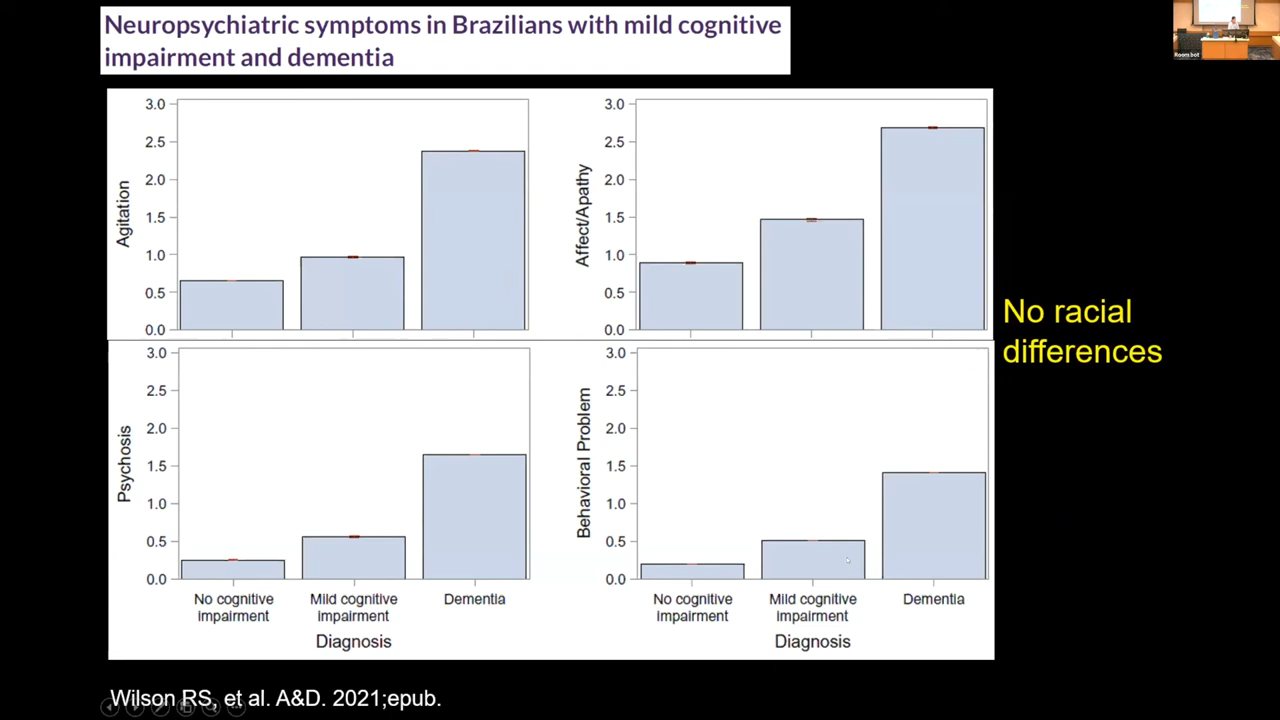 Neuropsychiatric symptoms in Brazilians with mild cognitive
impairment and dementia
Room bot
3.0
2.5
2.0
1.5
1.0
0.5
0.0
Agitation
3.0
2.5
2.0
1.5
1.0
0.5
0.0
Affect/Apathy
No racial
differences
3.0
2.5
2.0
1.5
1.0
0.5
0.0
Psychosis
No cognitive
impairment
Mild cognitive
impairment
Dementia
Diagnosis
3.0
2.5
2.0
1.5
1.0
0.5
0.0
Behavioral Problem
No cognitive
impairment
Mild cognitive
impairment
Dementia
Diagnosis
Wilson RS, et al. A&D. 2021;epub.